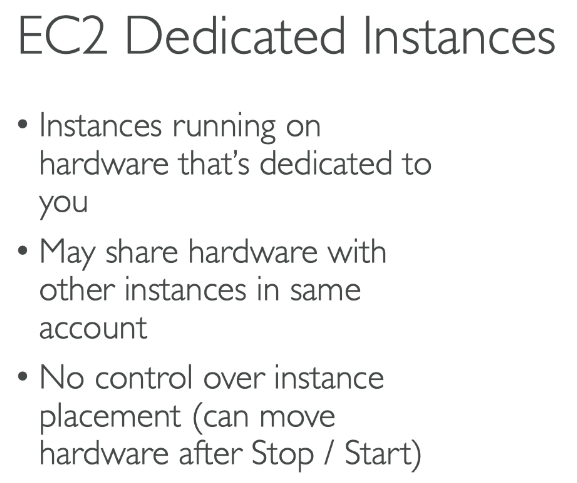 EC2 Dedicated Instances
• Instances running on
hardware that's dedicated to
you
• May share hardware with
other instances in same
account
• No control over instance
placement (can move
hardware after Stop / Start)